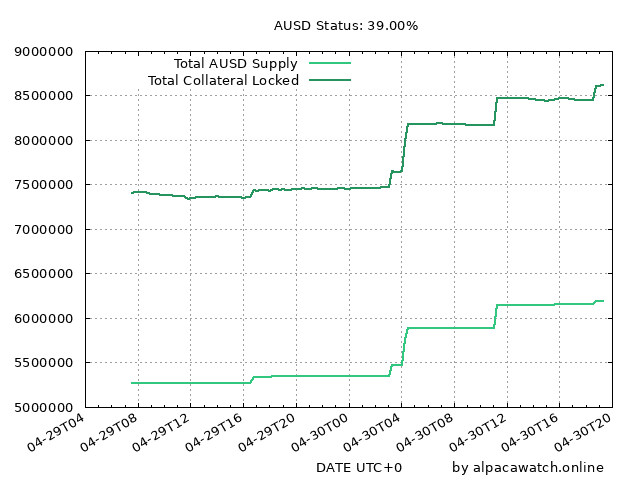 AUSD Status: 39.00%
9000000
8500000
8000000
7500000
7000000
6500000
6000000
5500000
5000000
Total AUSD Supply
Total Collateral Locked
04-29T04
04-29T08
04-29T12
04-29T16
04-29T20
04-30T00
04-30T04
04-30T08
04-30T12
04-30T16
04-30T20
DATE UTC+0
by alpacawatch.online